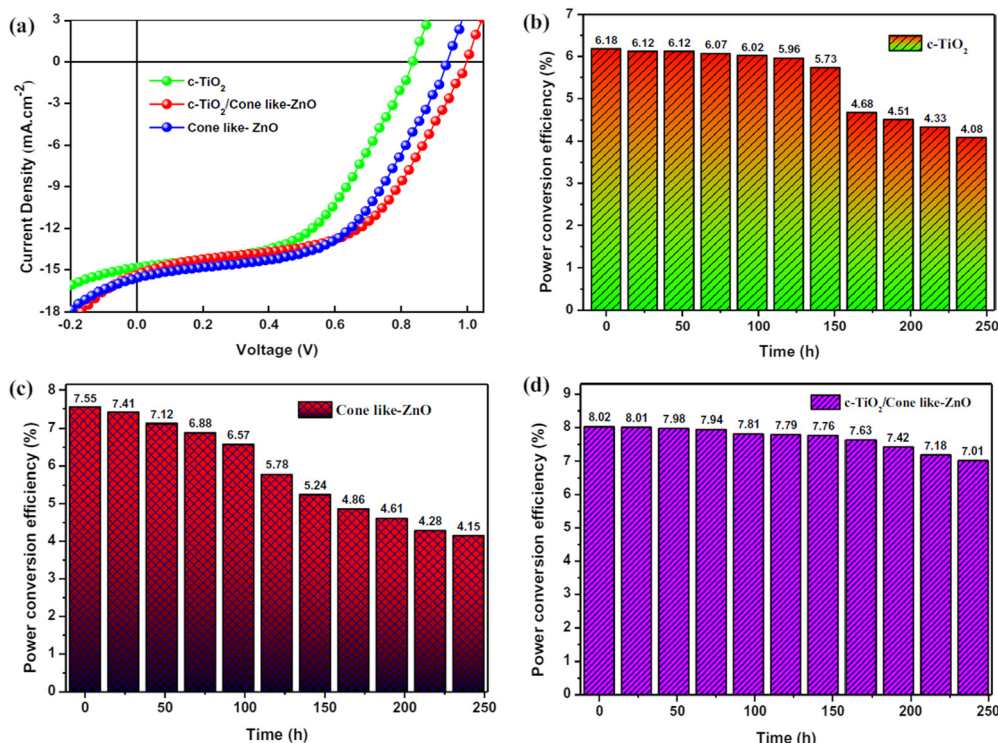 (a)
Current Density (mA.cm⁻²)
3
0
-3
-6
-9
-12
-15
-18
c-TiO₂
c-TiO₂/Cone like-ZnO
Cone like- ZnO
-0.2 0.0 0.2 0.4 0.6 0.8 1.0
Voltage (V)
(b)
Power conversion efficiency (%)
7
6
5
4
3
2
1
0
c-TiO₂
6.18 6.12 6.12 6.07 6.02 5.96 5.73 4.68 4.51 4.33 4.08
0 50 100 150 200 250
Time (h)
(c)
Power conversion efficiency (%)
8
7
6
5
4
3
2
1
0
Cone like-ZnO
7.55 7.41 7.12 6.88 6.57 5.78 5.24 4.86 4.61 4.28 4.15
0 50 100 150 200 250
Time (h)
(d)
Power conversion efficiency (%)
9
8
7
6
5
4
3
2
1
0
c-TiO₂/Cone like-ZnO
8.02 8.01 7.98 7.94 7.81 7.79 7.76 7.63 7.42 7.18 7.01
0 50 100 150 200 250
Time (h)